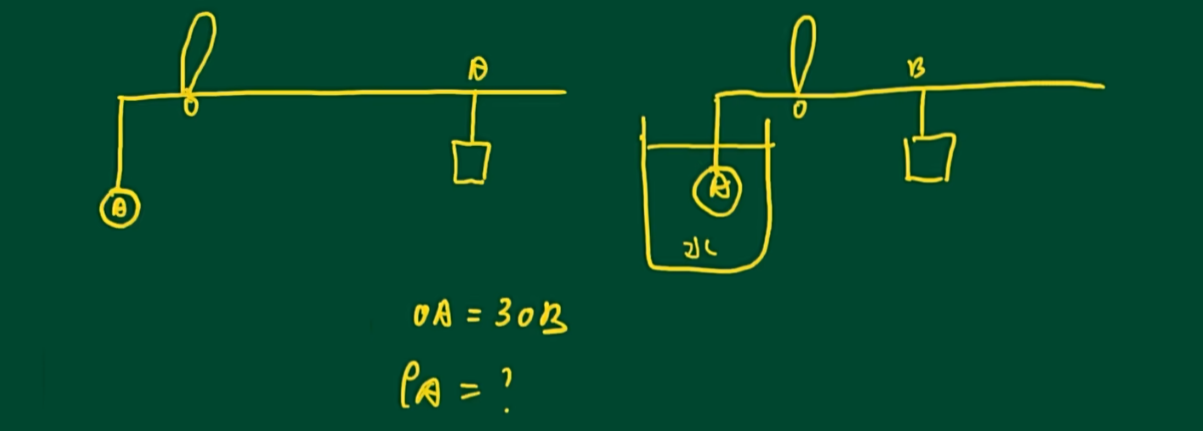 A B
O O
A A
水
OA = 3OB
ρA = ?